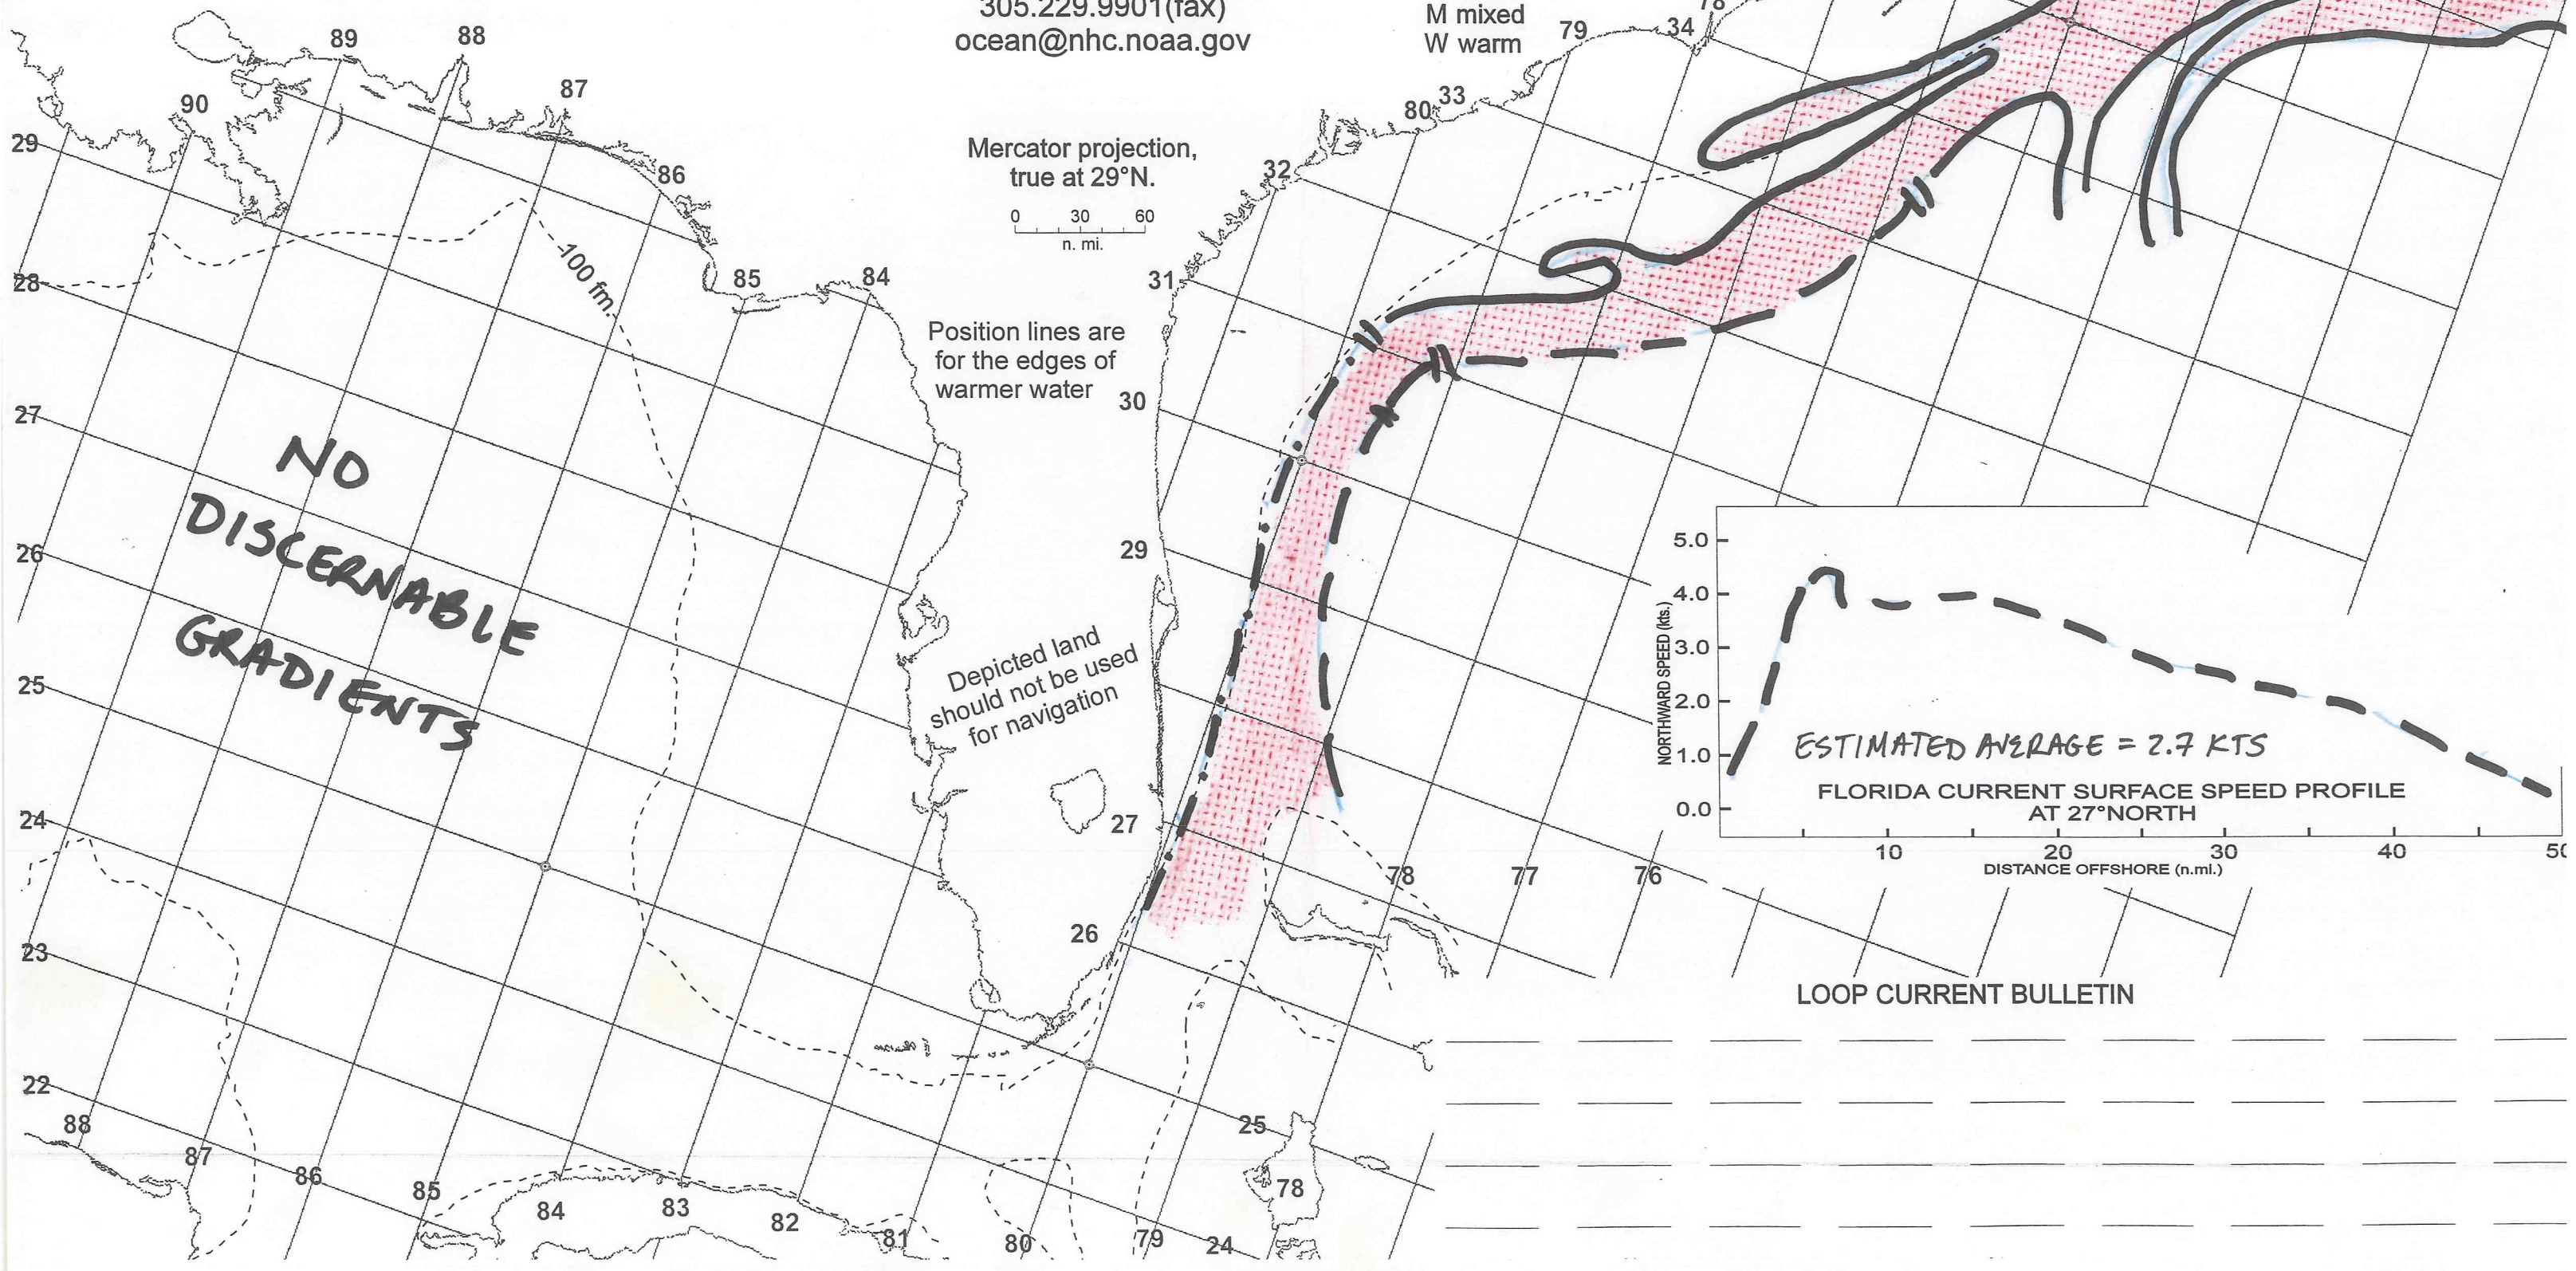 305.229.9901(fax)
ocean@nhc.noaa.gov
M mixed
W warm
78
79
34
89
88
87
90
80
33
29
86
32
Mercator projection,
true at 29°N.
0 30 60
n. mi.
100 fm.
28
85
84
31
Position lines are
for the edges of
warmer water
30
27
NO
DISCERNABLE
GRADIENTS
26
29
25
Depicted land
should not be used
for navigation
24
27
78
77
76
23
26
22
88
87
86
85
84
83
82
81
80
79
24
25
78
NORTHWARD SPEED (kts.)
5.0
4.0
3.0
2.0
1.0
0.0
ESTIMATED AVERAGE = 2.7 KTS
FLORIDA CURRENT SURFACE SPEED PROFILE
AT 27°NORTH
10 20 30 40 50
DISTANCE OFFSHORE (n.mi.)
LOOP CURRENT BULLETIN